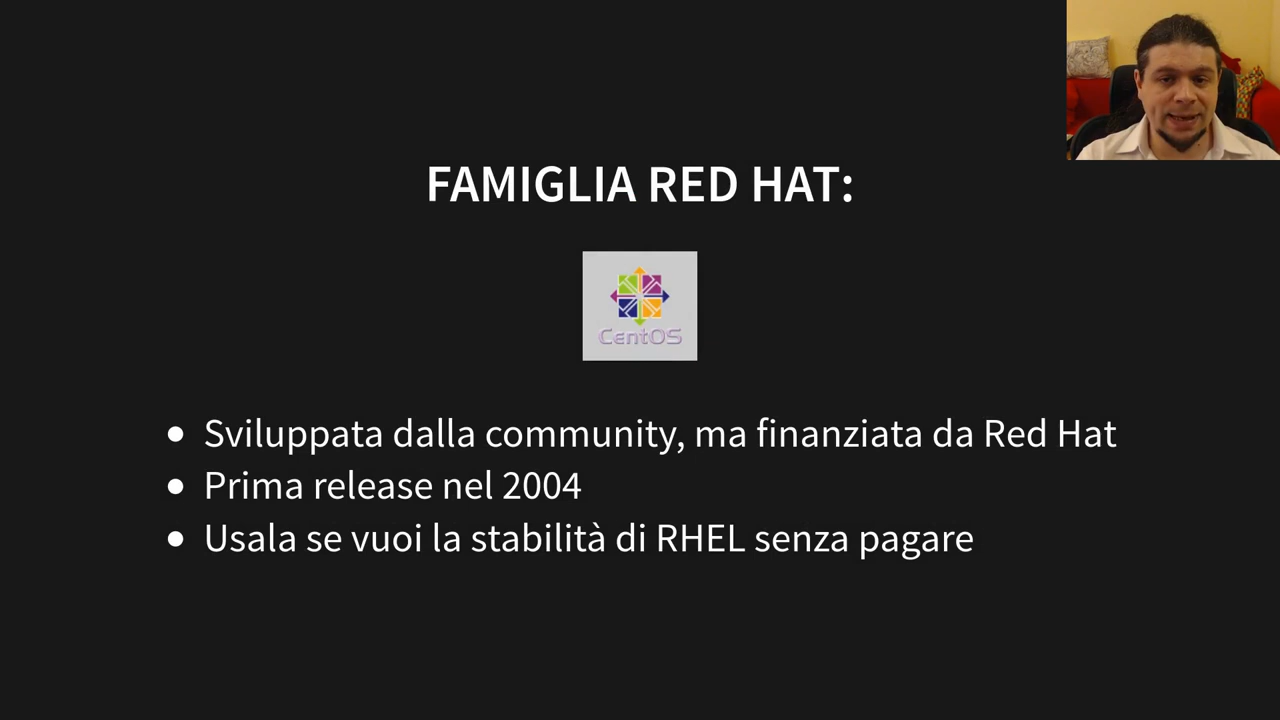 FAMIGLIA RED HAT:
CentOS
Sviluppata dalla community, ma finanziata da Red Hat
Prima release nel 2004
Usala se vuoi la stabilità di RHEL senza pagare